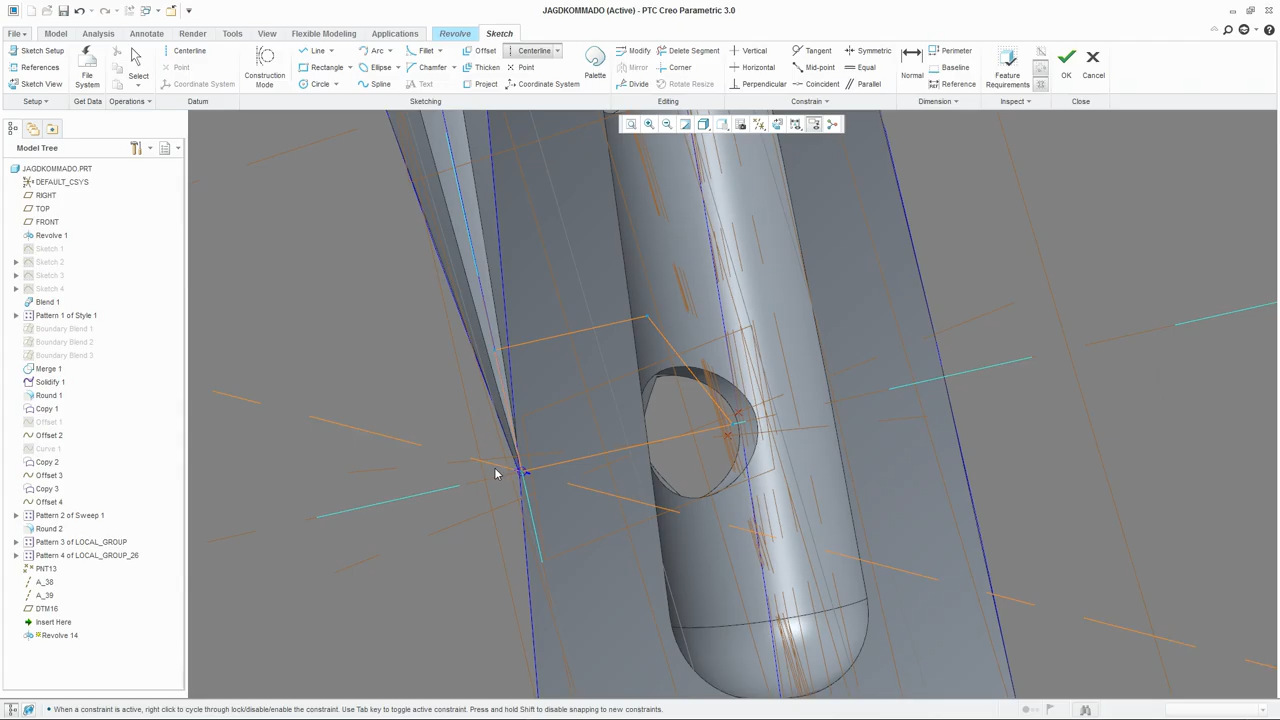 JAGDKOMMADO (Active) - PTC Creo Parametric 3.0
File Model Analysis Annotate Render Tools View Flexible Modeling Applications Revolve Sketch
Sketch Setup
References
Sketch View
Setup
File System
Get Data
Select
Operations
Centerline
Point
Coordinate System
Datum
Construction Mode
Line Arc Fillet Offset Centerline
Rectangle Ellipse Chamfer Thicken Point
Circle Spline Text Project Coordinate System
Palette
Sketching
Modify Delete Segment
Mirror Corner
Divide Rotate Resize
Editing
Vertical Tangent Symmetric
Horizontal Mid-point Equal
Perpendicular Coincident Parallel
Constrain
Normal
Perimeter
Baseline
Reference
Dimension
Feature Requirements
Inspect
OK
Cancel
Close
Model Tree
JAGDKOMMADO.PRT
DEFAULT_CSYS
RIGHT
TOP
FRONT
Revolve 1
Sketch 1
Sketch 2
Sketch 3
Sketch 4
Blend 1
Pattern 1 of Style 1
Boundary Blend 1
Boundary Blend 2
Boundary Blend 3
Merge 1
Solidify 1
Round 1
Copy 1
Offset 1
Offset 2
Curve 1
Copy 2
Offset 3
Copy 3
Offset 4
Pattern 2 of Sweep 1
Round 2
Pattern 3 of LOCAL_GROUP
Pattern 4 of LOCAL_GROUP_26
PNT13
A_38
A_39
DTM16
Insert Here
Revolve 14
When a constraint is active, right click to cycle through lock/disable/enable the constraint. Use Tab key to toggle active constraint. Press and hold Shift to disable snapping to new constraints.